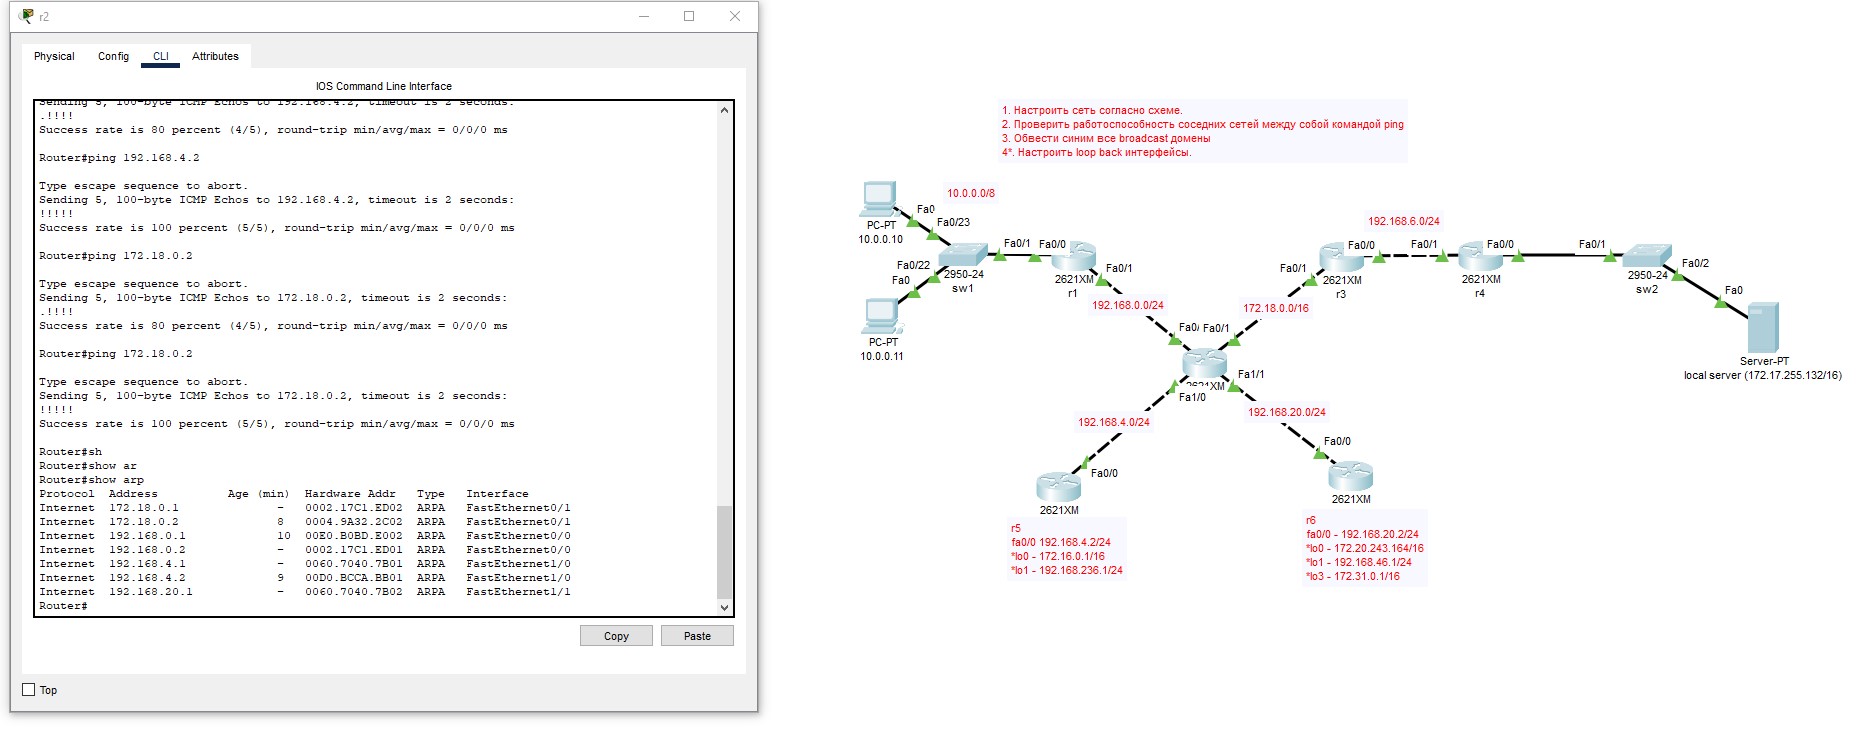 r2
Physical Config CLI Attributes
IOS Command Line Interface
Sending 5, 100-byte ICMP Echos to 192.168.4.2, timeout is 2 seconds:
.!!!!
Success rate is 80 percent (4/5), round-trip min/avg/max = 0/0/0 ms
Router#ping 192.168.4.2
Type escape sequence to abort.
Sending 5, 100-byte ICMP Echos to 192.168.4.2, timeout is 2 seconds:
!!!!!
Success rate is 100 percent (5/5), round-trip min/avg/max = 0/0/0 ms
Router#ping 172.18.0.2
Type escape sequence to abort.
Sending 5, 100-byte ICMP Echos to 172.18.0.2, timeout is 2 seconds:
.!!!!
Success rate is 80 percent (4/5), round-trip min/avg/max = 0/0/0 ms
Router#ping 172.18.0.2
Type escape sequence to abort.
Sending 5, 100-byte ICMP Echos to 172.18.0.2, timeout is 2 seconds:
!!!!!
Success rate is 100 percent (5/5), round-trip min/avg/max = 0/0/0 ms
Router#sh
Router#show ar
Router#show arp
Protocol Address Age (min) Hardware Addr Type Interface
Internet 172.18.0.1 - 0002.17C1.ED02 ARPA FastEthernet0/1
Internet 172.18.0.2 8 0004.9A32.2C02 ARPA FastEthernet0/1
Internet 192.168.0.1 10 00E0.B0BD.E002 ARPA FastEthernet0/0
Internet 192.168.0.2 - 0002.17C1.ED01 ARPA FastEthernet0/0
Internet 192.168.4.1 - 0060.7040.7B01 ARPA FastEthernet1/0
Internet 192.168.4.2 9 00D0.BCCA.BB01 ARPA FastEthernet1/0
Internet 192.168.20.1 - 0060.7040.7B02 ARPA FastEthernet1/1
Router#
Copy Paste
Top
1. Настроить сеть согласно схеме.
2. Проверить работоспособность соседних сетей между собой командой ping
3. Обвести синим все broadcast домены
4*. Настроить loop back интерфейсы.
10.0.0.0/8
Fa0
Fa0/23
PC-PT
10.0.0.10
Fa0/22
Fa0
2950-24
sw1
PC-PT
10.0.0.11
Fa0/1
Fa0/0
2621XM
r1
Fa0/1
192.168.0.0/24
Fa0/
Fa0/1
172.18.0.0/16
Fa0/1
Fa0/0
2621XM
r3
192.168.6.0/24
Fa0/1
Fa0/0
2621XM
r4
Fa0/1
2950-24
sw2
Fa0/2
Fa0
Server-PT
local server (172.17.255.132/16)
2621XM
Fa1/1
Fa1/0
192.168.4.0/24
192.168.20.0/24
Fa0/0
2621XM
Fa0/0
2621XM
r5
fa0/0 192.168.4.2/24
*lo0 - 172.16.0.1/16
*lo1 - 192.168.236.1/24
r6
fa0/0 - 192.168.20.2/24
*lo0 - 172.20.243.164/16
*lo1 - 192.168.46.1/24
*lo3 - 172.31.0.1/16